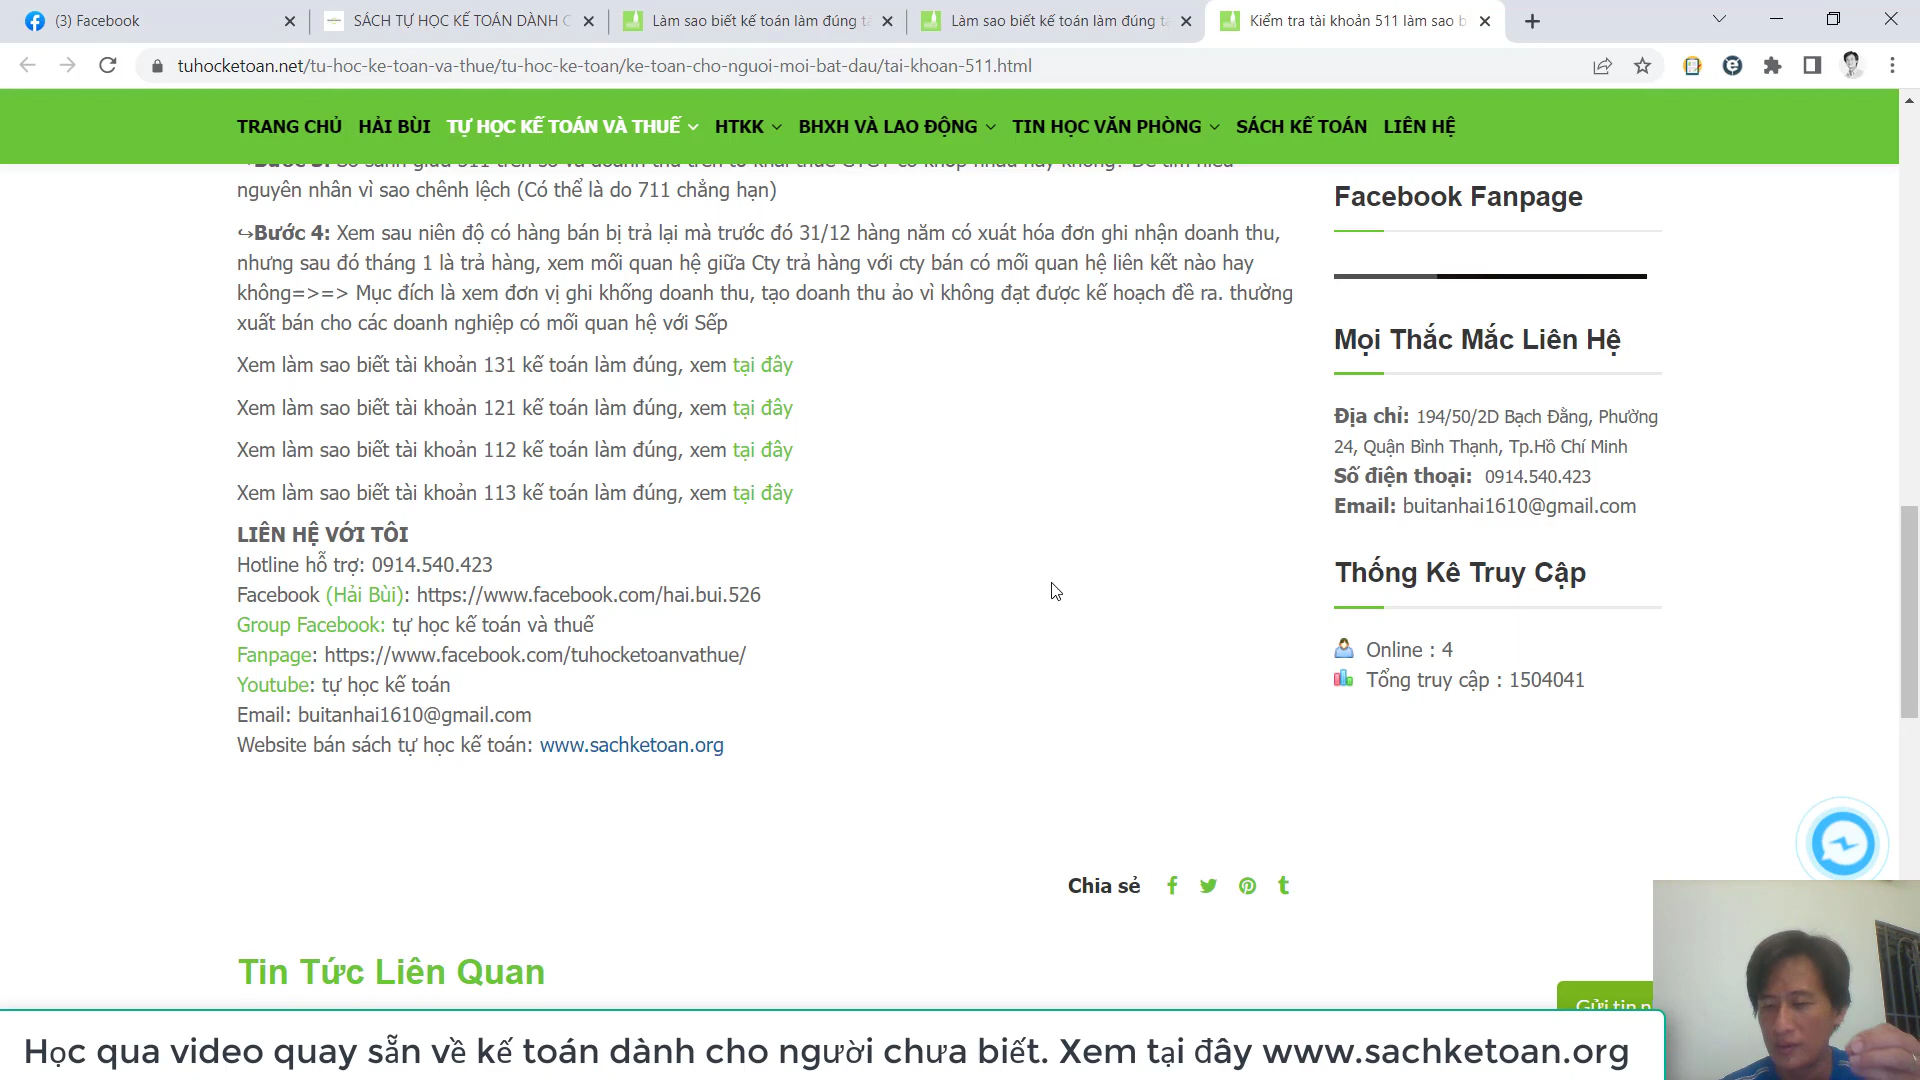 (3) Facebook
SÁCH TỰ HỌC KẾ TOÁN DÀNH C
Làm sao biết kế toán làm đúng tà
Làm sao biết kế toán làm đúng tà
Kiểm tra tài khoản 511 làm sao b
tuhocketoan.net/tu-hoc-ke-toan-va-thue/tu-hoc-ke-toan/ke-toan-cho-nguoi-moi-bat-dau/tai-khoan-511.html
TRANG CHỦ HẢI BÙI TỰ HỌC KẾ TOÁN VÀ THUẾ HTKK BHXH VÀ LAO ĐỘNG TIN HỌC VĂN PHÒNG SÁCH KẾ TOÁN LIÊN HỆ
nguyên nhân vì sao chênh lệch (Có thể là do 711 chẳng hạn)
↪Bước 4: Xem sau niên độ có hàng bán bị trả lại mà trước đó 31/12 hàng năm có xuát hóa đơn ghi nhận doanh thu,
nhưng sau đó tháng 1 là trả hàng, xem mối quan hệ giữa Cty trả hàng với cty bán có mối quan hệ liên kết nào hay
không=>=> Mục đích là xem đơn vị ghi khống doanh thu, tạo doanh thu ảo vì không đạt được kế hoạch đề ra. thường
xuất bán cho các doanh nghiệp có mối quan hệ với Sếp
Xem làm sao biết tài khoản 131 kế toán làm đúng, xem tại đây
Xem làm sao biết tài khoản 121 kế toán làm đúng, xem tại đây
Xem làm sao biết tài khoản 112 kế toán làm đúng, xem tại đây
Xem làm sao biết tài khoản 113 kế toán làm đúng, xem tại đây
LIÊN HỆ VỚI TÔI
Hotline hỗ trợ: 0914.540.423
Facebook (Hải Bùi): https://www.facebook.com/hai.bui.526
Group Facebook: tự học kế toán và thuế
Fanpage: https://www.facebook.com/tuhocketoanvathue/
Youtube: tự học kế toán
Email: buitanhai1610@gmail.com
Website bán sách tự học kế toán: www.sachketoan.org
Chia sẻ
Tin Tức Liên Quan
Facebook Fanpage
Mọi Thắc Mắc Liên Hệ
Địa chỉ: 194/50/2D Bạch Đằng, Phường
24, Quận Bình Thạnh, Tp.Hồ Chí Minh
Số điện thoại: 0914.540.423
Email: buitanhai1610@gmail.com
Thống Kê Truy Cập
Online : 4
Tổng truy cập : 1504041
Gửi tin n
Học qua video quay sẵn về kế toán dành cho người chưa biết. Xem tại đây www.sachketoan.org